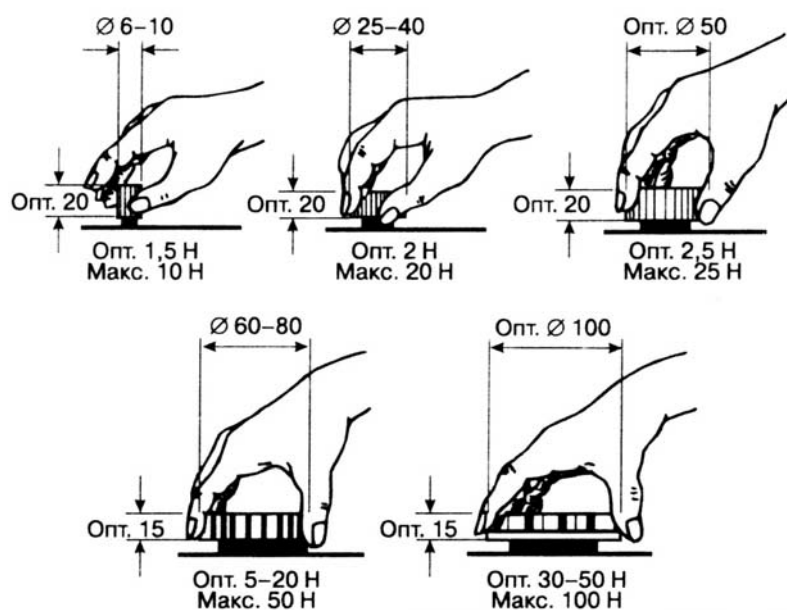 Ø 6–10
Опт. 20
Опт. 1,5 Н
Макс. 10 Н
Ø 25–40
Опт. 20
Опт. 2 Н
Макс. 20 Н
Опт. Ø 50
Опт. 20
Опт. 2,5 Н
Макс. 25 Н
Ø 60–80
Опт. 15
Опт. 5–20 Н
Макс. 50 Н
Опт. Ø 100
Опт. 15
Опт. 30–50 Н
Макс. 100 Н